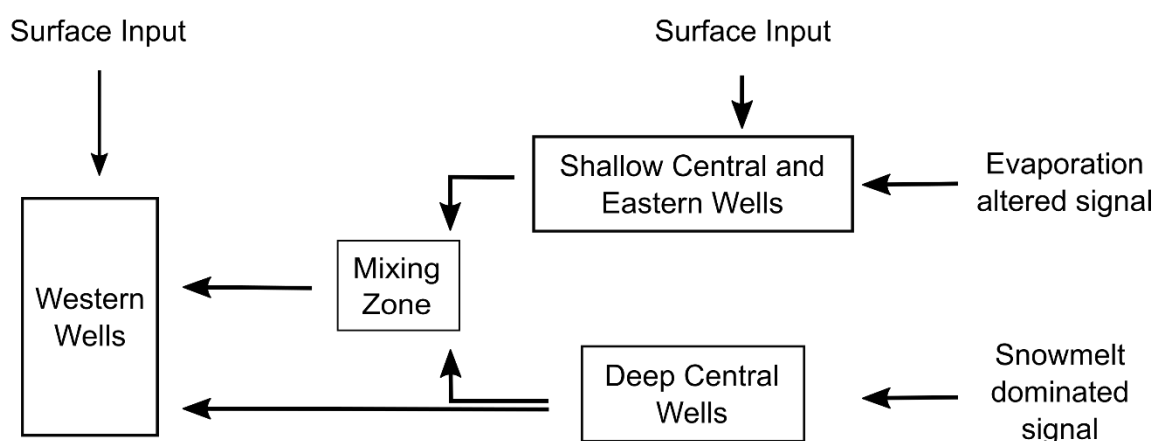 Surface Input
Surface Input
Shallow Central and
Eastern Wells
Evaporation
altered signal
Mixing
Zone
Western
Wells
Deep Central
Wells
Snowmelt
dominated
signal